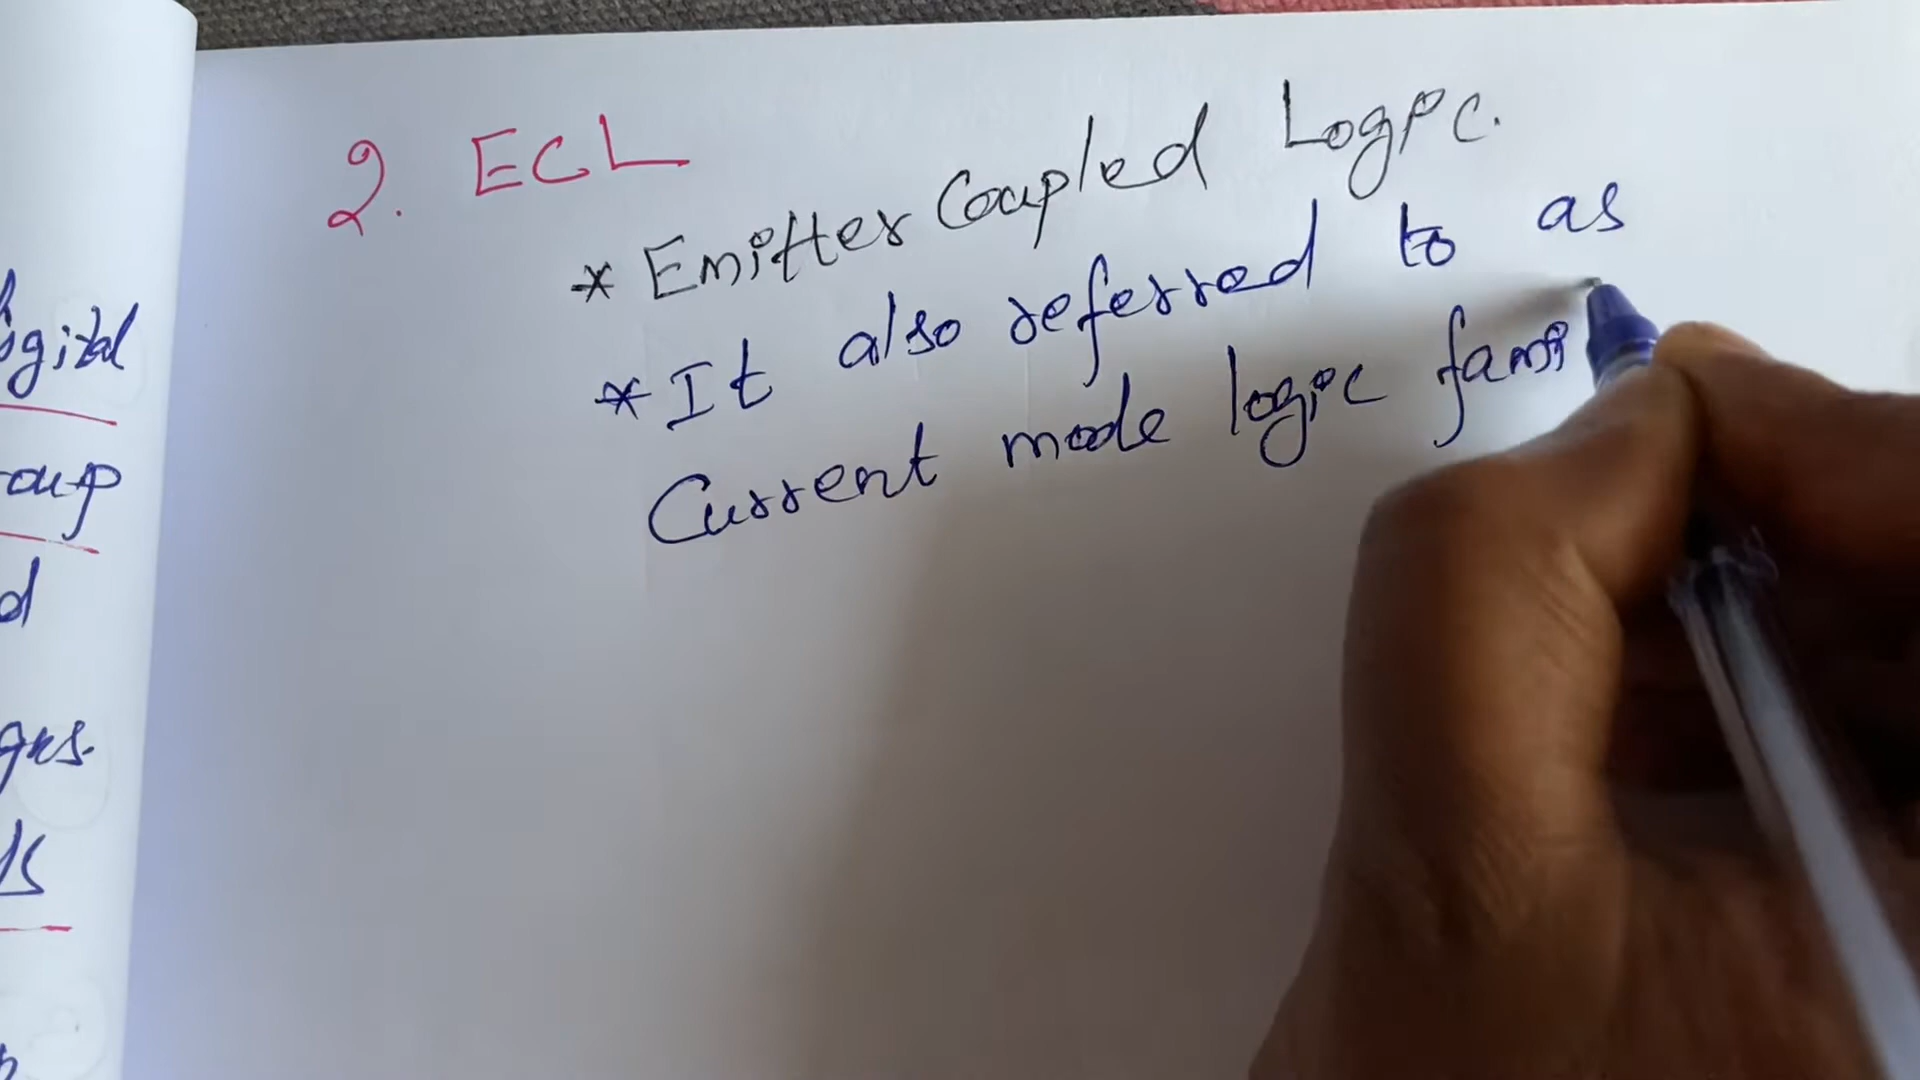 2. ECL
* Emitter Coupled Logic.
* It also referred to as
Current mode logic fami
d